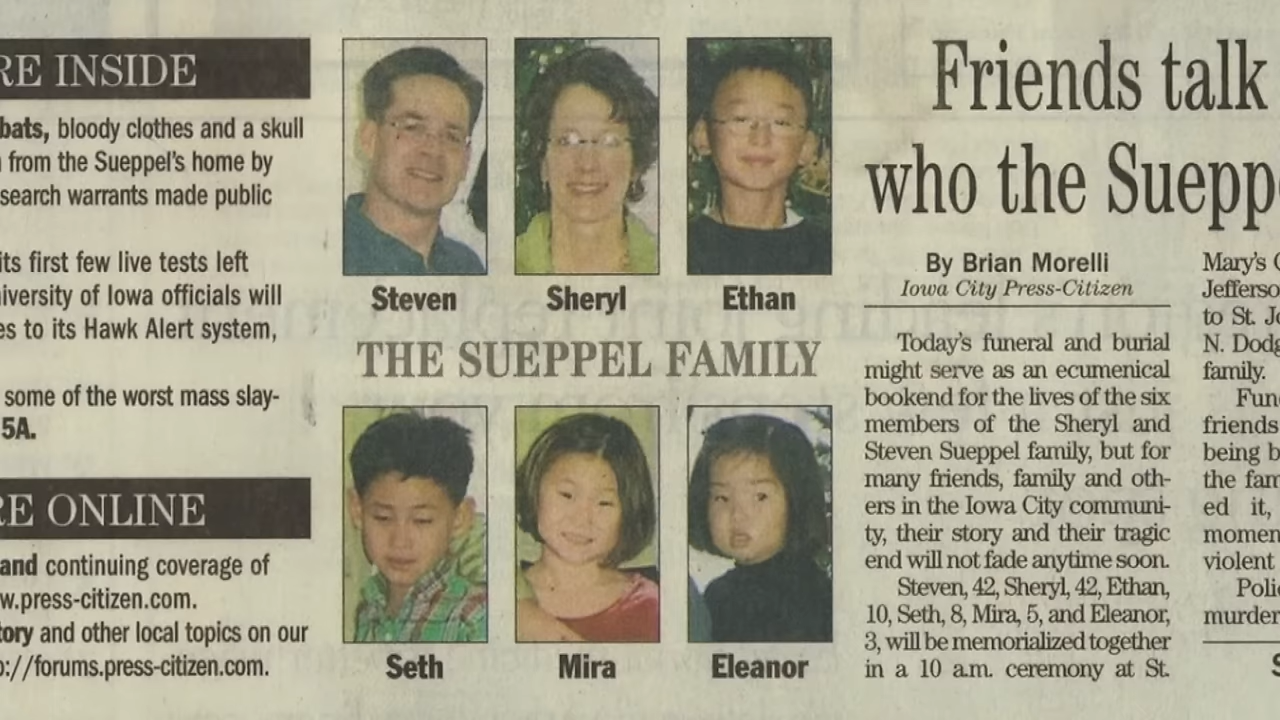 RE INSIDE
bats, bloody clothes and a skull
from the Sueppel's home by
search warrants made public
its first few live tests left
iversity of Iowa officials will
es to its Hawk Alert system,
some of the worst mass slay-
5A.
RE ONLINE
and continuing coverage of
w.press-citizen.com.
tory and other local topics on our
://forums.press-citizen.com.
Steven
Sheryl
Ethan
THE SUEPPEL FAMILY
Seth
Mira
Eleanor
Friends talk
who the Suepp
By Brian Morelli
Iowa City Press-Citizen
Today's funeral and burial
might serve as an ecumenical
bookend for the lives of the six
members of the Sheryl and
Steven Sueppel family, but for
many friends, family and oth-
ers in the Iowa City communi-
ty, their story and their tragic
end will not fade anytime soon.
Steven, 42, Sheryl, 42, Ethan,
10, Seth, 8, Mira, 5, and Eleanor,
3, will be memorialized together
in a 10 a.m. ceremony at St.
Mary's C
Jefferso
to St. Jo
N. Dodg
family.
Fune
friends
being b
the fam
ed it,
momen
violent
Polic
murder